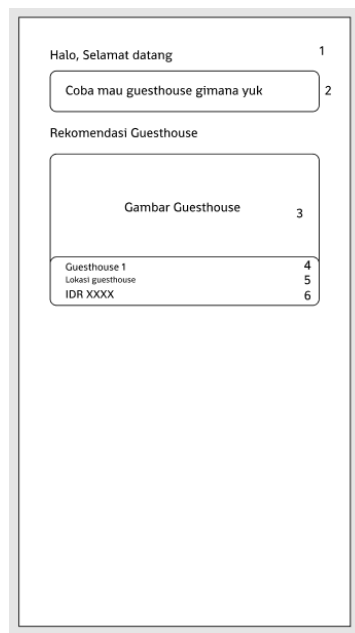 Halo, Selamat datang 1
Coba mau guesthouse gimana yuk 2
Rekomendasi Guesthouse
Gambar Guesthouse 3
Guesthouse 1 4
Lokasi guesthouse 5
IDR XXXX 6